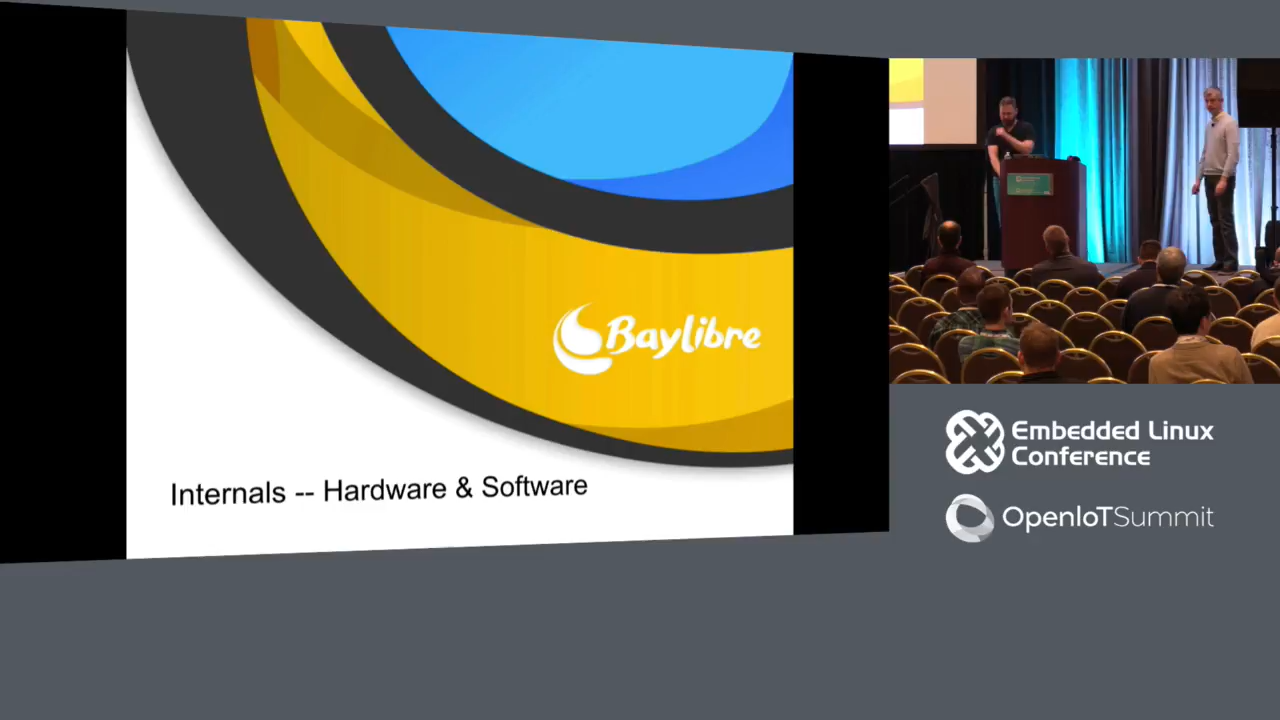 Baylibre
Internals -- Hardware & Software
Embedded Linux
Conference
OpenIoTSummit